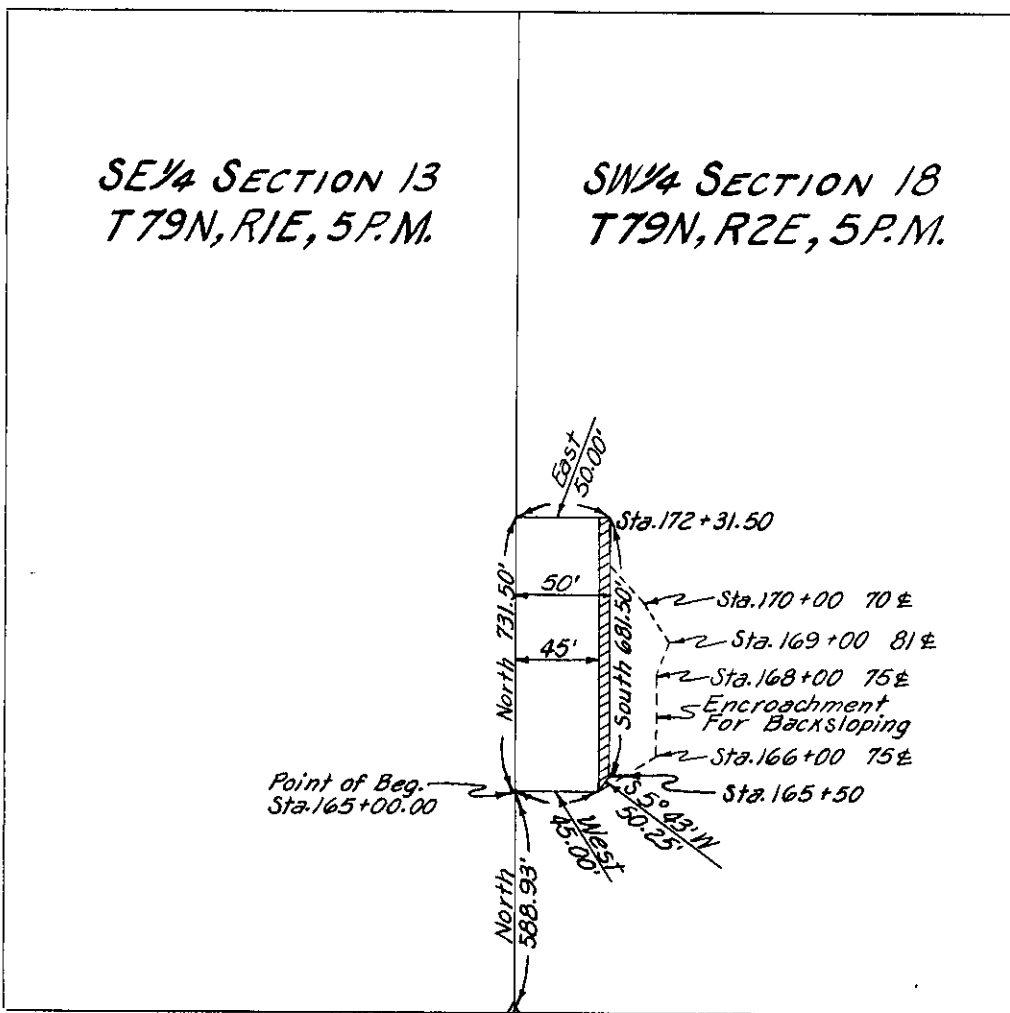 SE¼ SECTION 13
T79N, R1E, 5 P.M.
SW¼ SECTION 18
T79N, R2E, 5 P.M.
East
50.00'
Sta. 172+31.50
50'
North 731.50'
45'
South 681.50'
Sta. 170+00 70 ℄
Sta. 169+00 81 ℄
Sta. 168+00 75 ℄
Encroachment
For Backsloping
Sta. 166+00 75 ℄
Point of Beg.
Sta. 165+00.00
Sta. 165+50
S 5° 43' W
50.25'
West
45.00'
North
588.93'